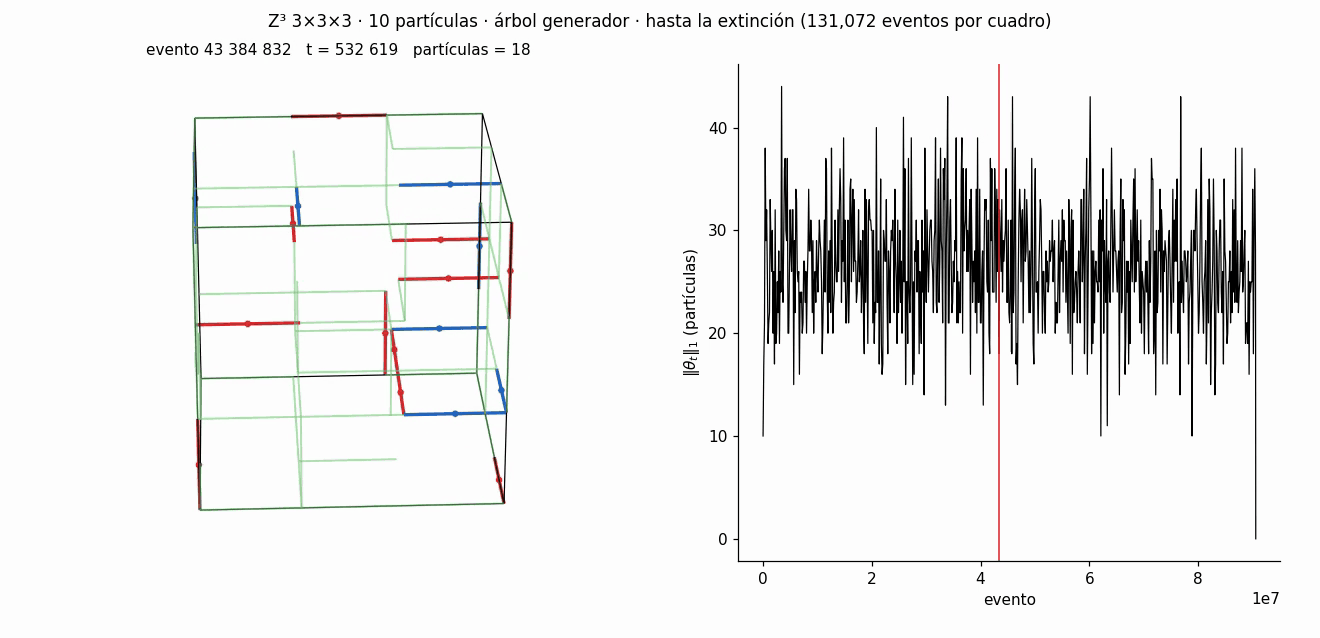 Z³ 3×3×3 · 10 partículas · árbol generador · hasta la extinción (131,072 eventos por cuadro)
evento 43 384 832   t = 532 619   partículas = 18
‖θₜ‖₁ (partículas)
40
30
20
10
0
0 2 4 6 8
evento
1e7